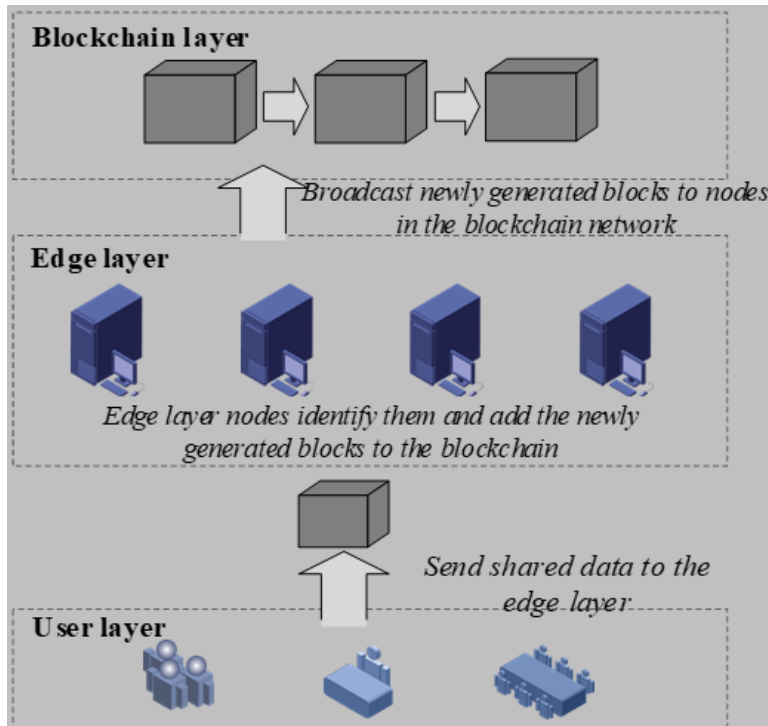 Blockchain layer
Broadcast newly generated blocks to nodes
in the blockchain network
Edge layer
Edge layer nodes identify them and add the newly
generated blocks to the blockchain
Send shared data to the
edge layer
User layer